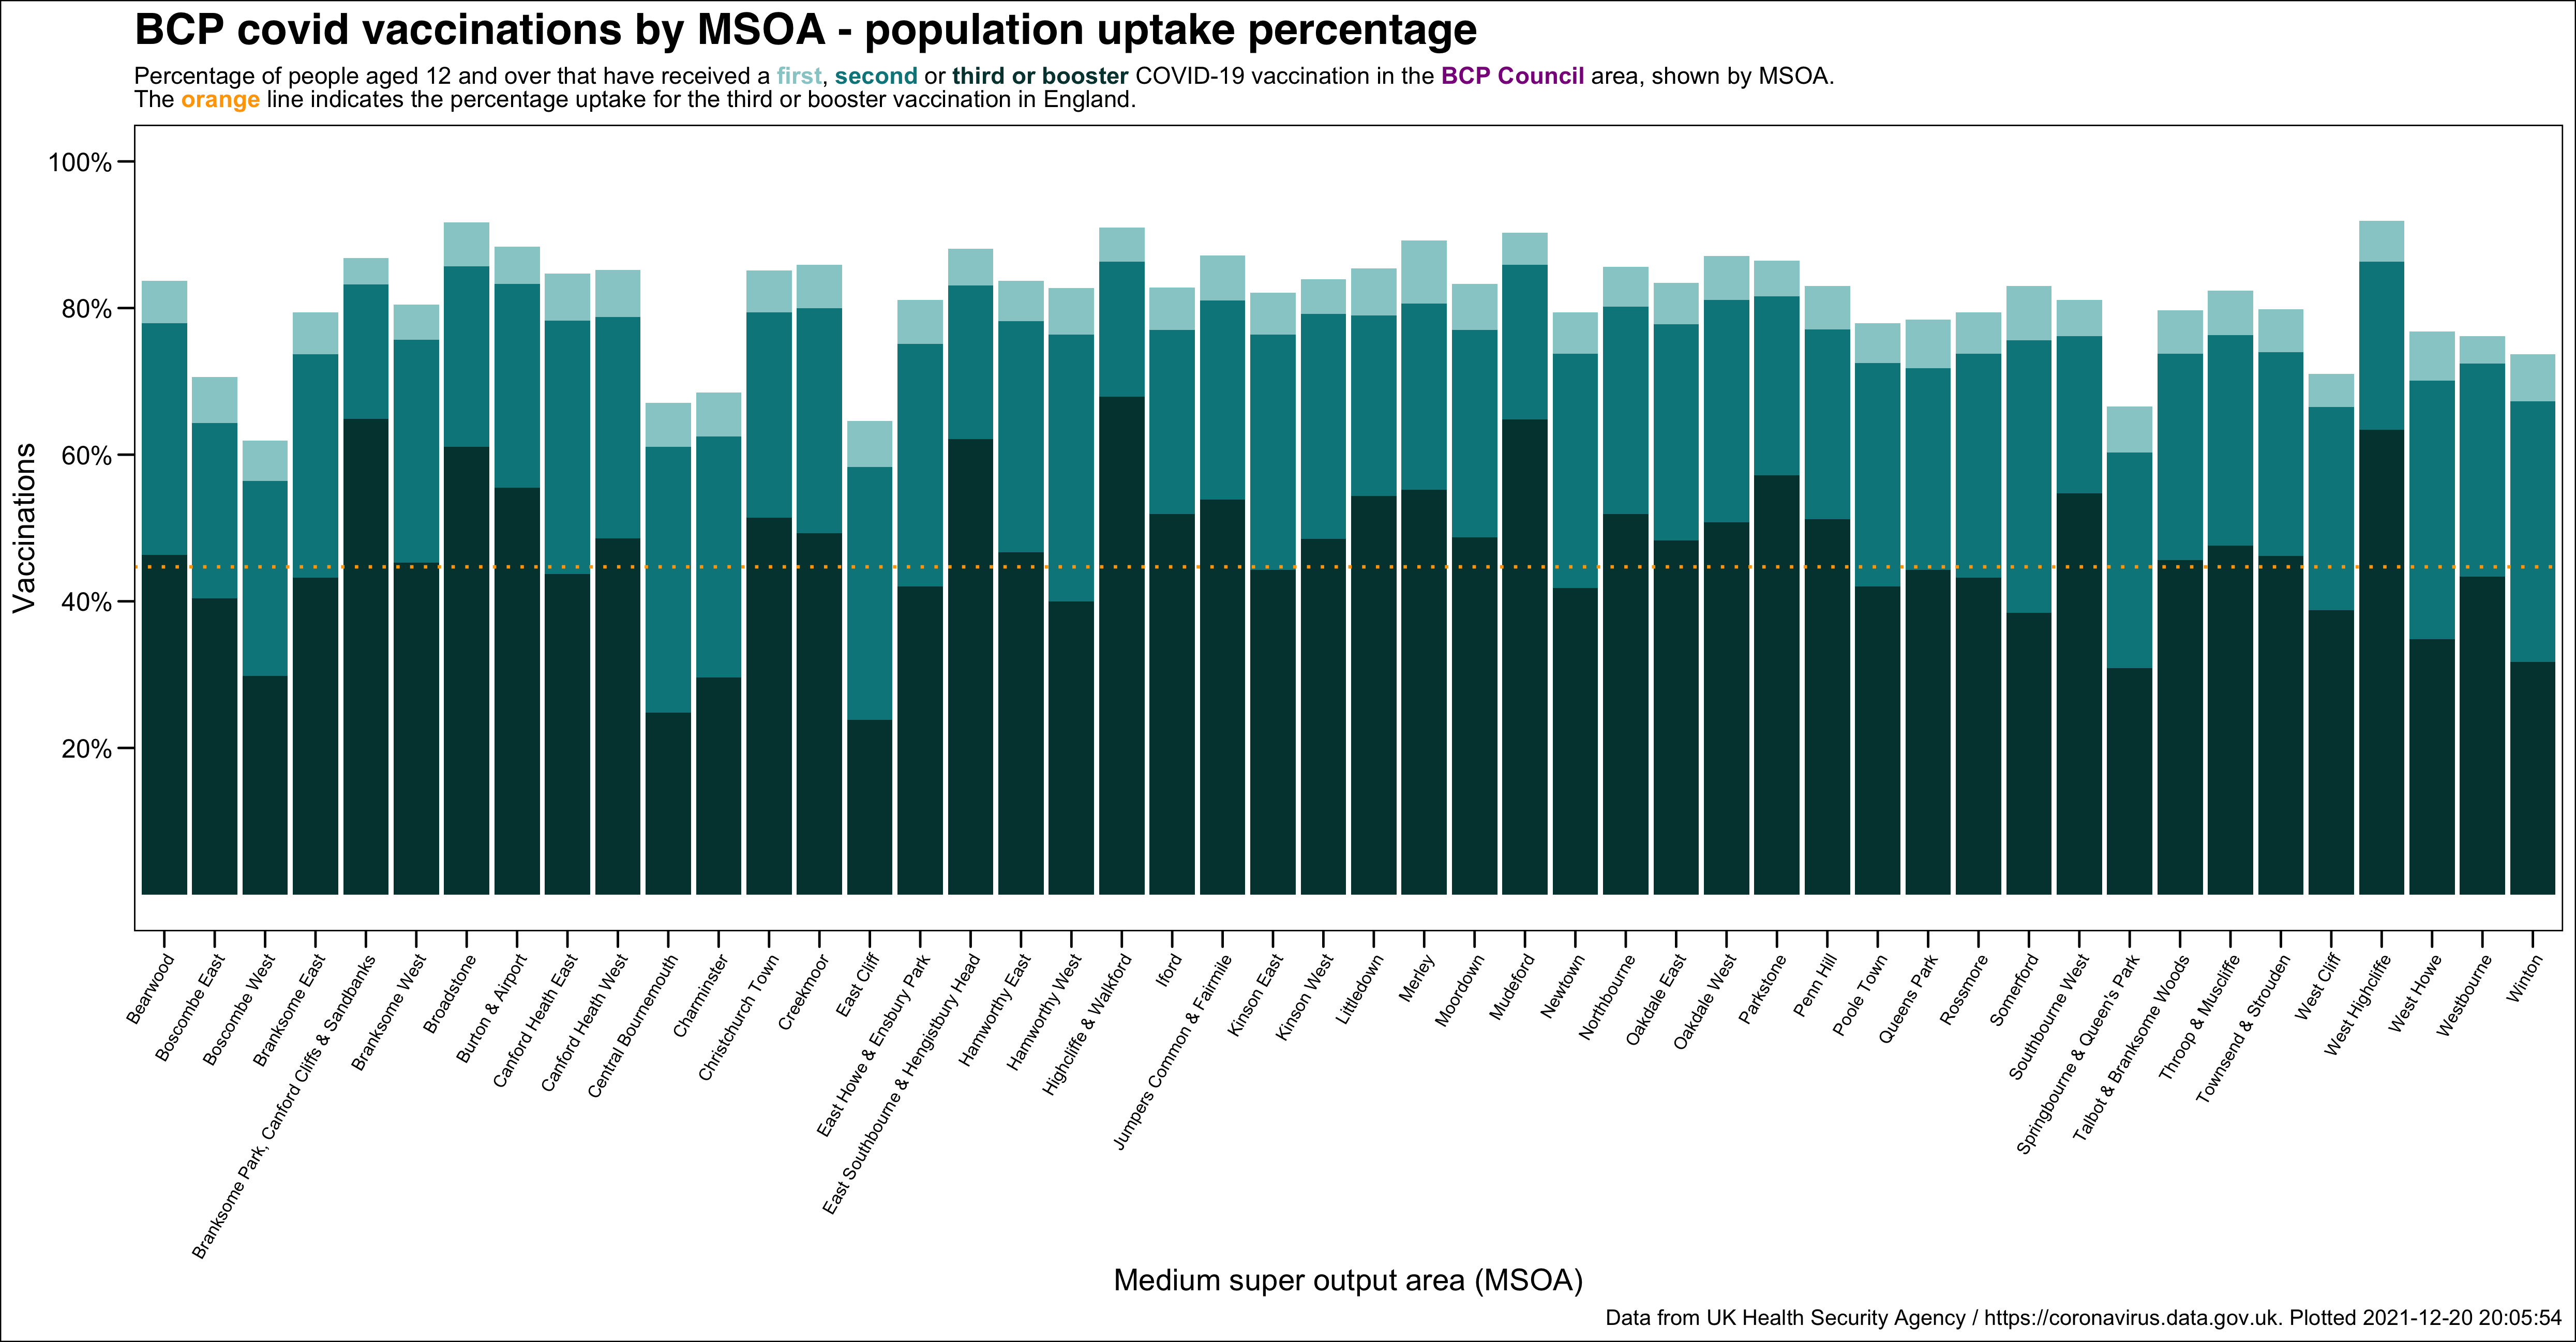 BCP covid vaccinations by MSOA - population uptake percentage
Percentage of people aged 12 and over that have received a first, second or third or booster COVID-19 vaccination in the BCP Council area, shown by MSOA.
The orange line indicates the percentage uptake for the third or booster vaccination in England.
100%
80%
60%
40%
20%
Vaccinations
Bearwood
Boscombe East
Boscombe West
Branksome East
Branksome Park, Canford Cliffs & Sandbanks
Branksome West
Broadstone
Burton & Airport
Canford Heath East
Canford Heath West
Central Bournemouth
Charminster
Christchurch Town
Creekmoor
East Cliff
East Howe & Ensbury Park
East Southbourne & Hengistbury Head
Hamworthy East
Hamworthy West
Highcliffe & Walkford
Iford
Jumpers Common & Fairmile
Kinson East
Kinson West
Littledown
Merley
Moordown
Mudeford
Newtown
Northbourne
Oakdale East
Oakdale West
Parkstone
Penn Hill
Poole Town
Queens Park
Rossmore
Somerford
Southbourne West
Springbourne & Queen's Park
Talbot & Branksome Woods
Throop & Muscliffe
Townsend & Strouden
West Cliff
West Highcliffe
West Howe
Westbourne
Winton
Medium super output area (MSOA)
Data from UK Health Security Agency / https://coronavirus.data.gov.uk. Plotted 2021-12-20 20:05:54